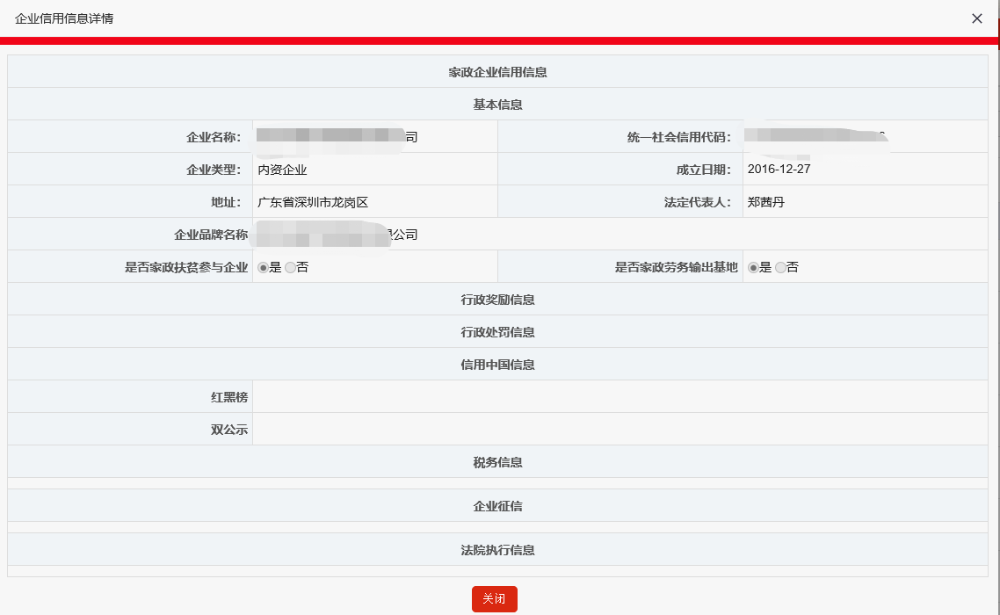 企业信用信息详情
家政企业信用信息
基本信息
企业名称： 司 统一社会信用代码：
企业类型： 内资企业 成立日期： 2016-12-27
地址： 广东省深圳市龙岗区 法定代表人： 郑茜丹
企业品牌名称 公司
是否家政扶贫参与企业 是 否 是否家政劳务输出基地 是 否
行政奖励信息
行政处罚信息
信用中国信息
红黑榜
双公示
税务信息
企业征信
法院执行信息
关闭